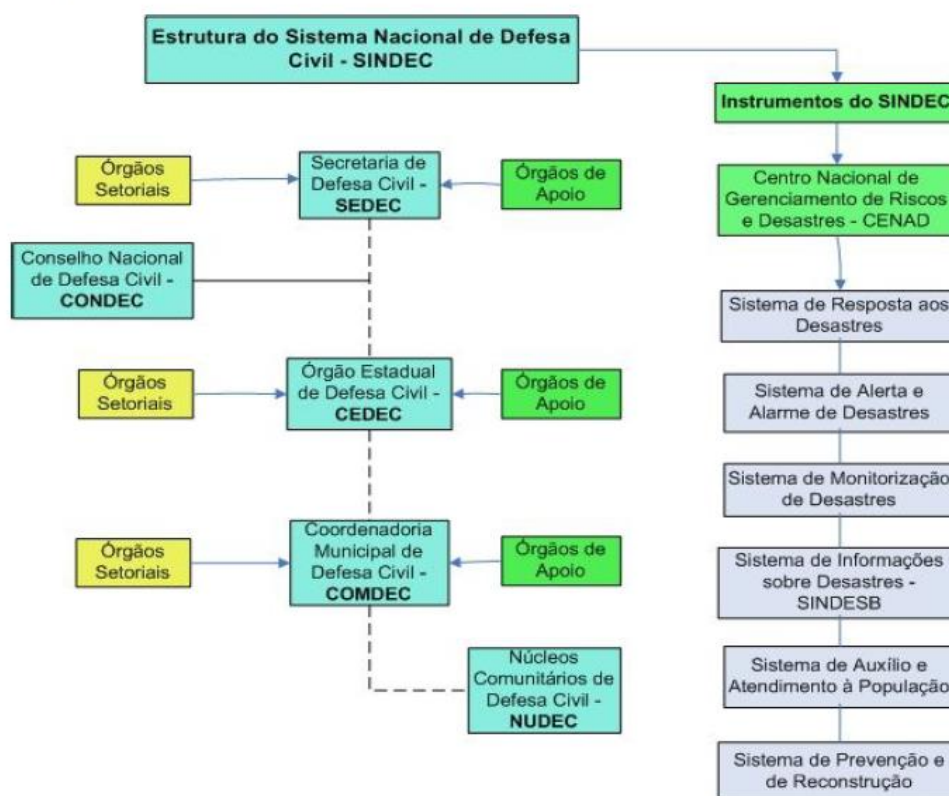 Estrutura do Sistema Nacional de Defesa
Civil - SINDEC
Instrumentos do SINDEC
Órgãos
Setoriais
Secretaria de
Defesa Civil -
SEDEC
Órgãos de
Apoio
Centro Nacional de
Gerenciamento de Riscos
e Desastres - CENAD
Conselho Nacional
de Defesa Civil -
CONDEC
Sistema de Resposta aos
Desastres
Órgãos
Setoriais
Órgão Estadual
de Defesa Civil -
CEDEC
Órgãos de
Apoio
Sistema de Alerta e
Alarme de Desastres
Sistema de Monitorização
de Desastres
Órgãos
Setoriais
Coordenadoria
Municipal de
Defesa Civil -
COMDEC
Órgãos de
Apoio
Sistema de Informações
sobre Desastres -
SINDESB
Núcleos
Comunitários de
Defesa Civil -
NUDEC
Sistema de Auxílio e
Atendimento à População
Sistema de Prevenção e
de Reconstrução